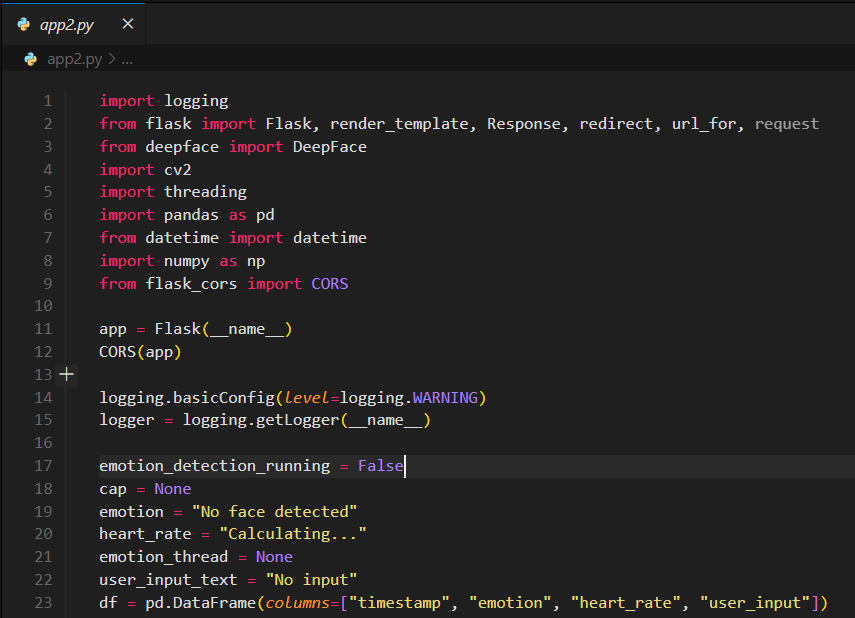 app2.py ×
app2.py > ...
1 import logging
2 from flask import Flask, render_template, Response, redirect, url_for, request
3 from deepface import DeepFace
4 import cv2
5 import threading
6 import pandas as pd
7 from datetime import datetime
8 import numpy as np
9 from flask_cors import CORS
10
11 app = Flask(__name__)
12 CORS(app)
13 +
14 logging.basicConfig(level=logging.WARNING)
15 logger = logging.getLogger(__name__)
16
17 emotion_detection_running = False
18 cap = None
19 emotion = "No face detected"
20 heart_rate = "Calculating..."
21 emotion_thread = None
22 user_input_text = "No input"
23 df = pd.DataFrame(columns=["timestamp", "emotion", "heart_rate", "user_input"])